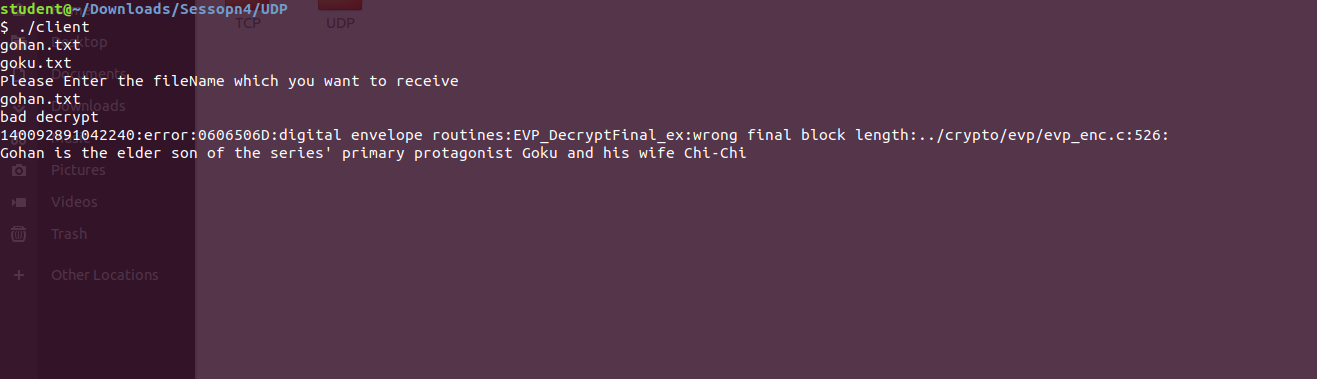 student@~/Downloads/Sessopn4/UDP
$ ./client
gohan.txt
goku.txt
Please Enter the fileName which you want to receive
gohan.txt
bad decrypt
140092891042240:error:0606506D:digital envelope routines:EVP_DecryptFinal_ex:wrong final block length:../crypto/evp/evp_enc.c:526:
Gohan is the elder son of the series' primary protagonist Goku and his wife Chi-Chi
TCP
UDP
Desktop
Documents
Downloads
Pictures
Videos
Trash
Other Locations